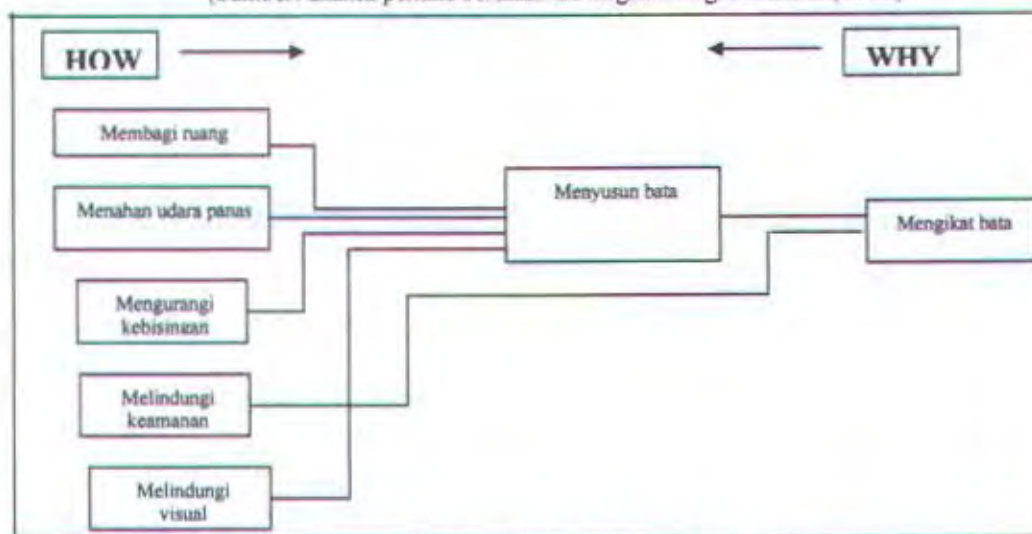 HOW
WHY
Membagi ruang
Menahan udara panas
Mengurangi
kebisingan
Melindungi
keamanan
Melindungi
visual
Menyusun bata
Mengikat bata